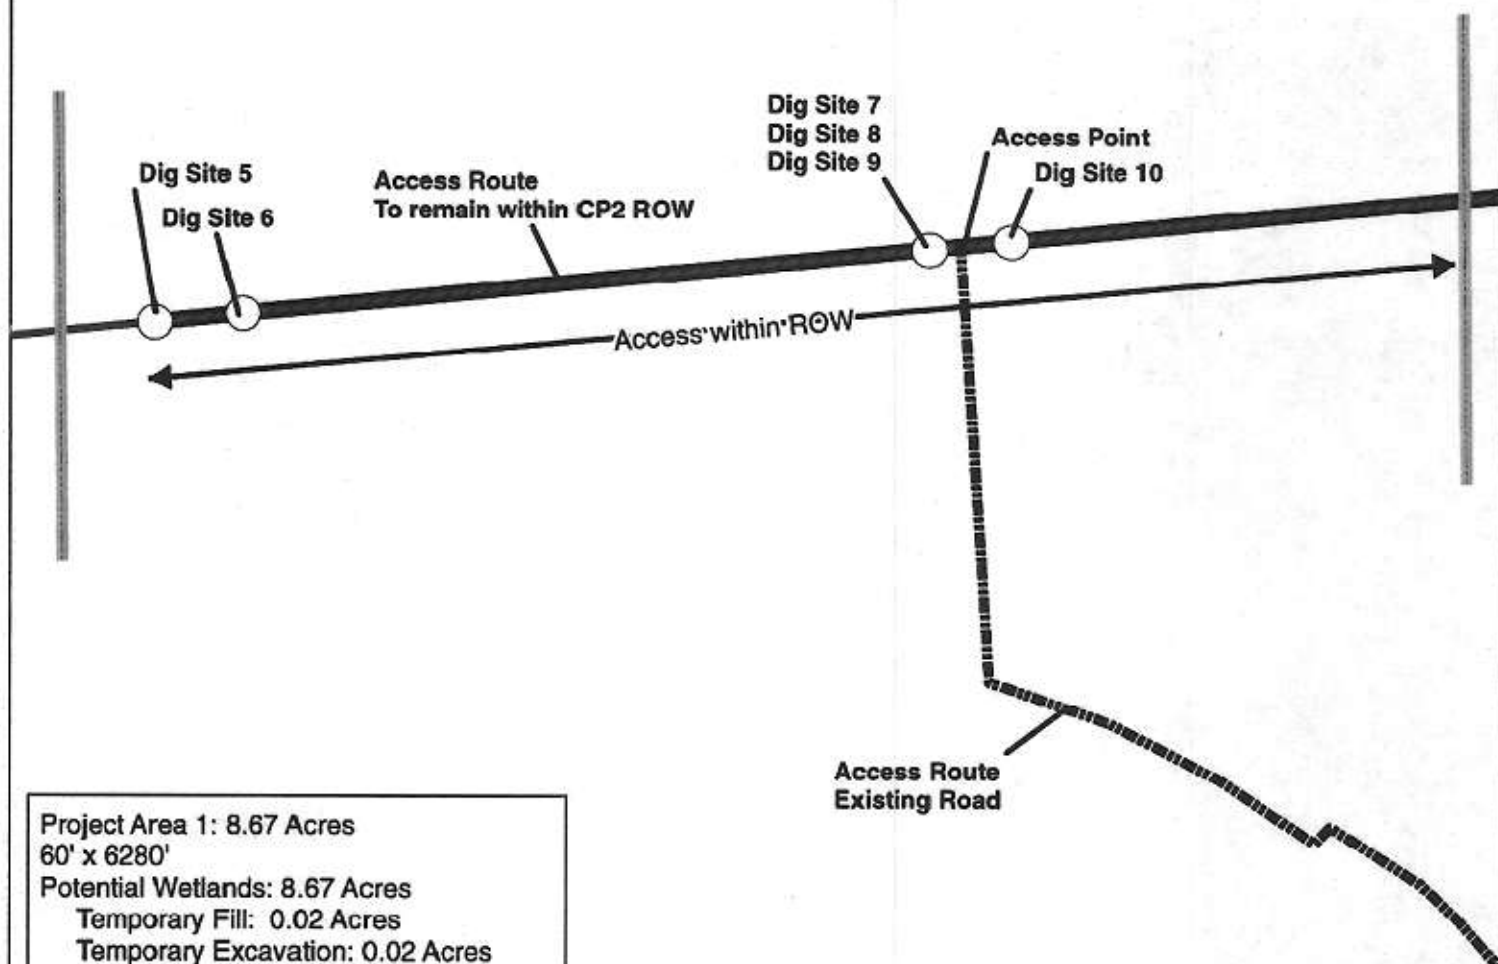 Dig Site 7
Dig Site 8
Dig Site 9
Access Point
Dig Site 10
Dig Site 5
Dig Site 6
Access Route
To remain within CP2 ROW
Access within ROW
Access Route
Existing Road
Project Area 1: 8.67 Acres
60' x 6280'
Potential Wetlands: 8.67 Acres
Temporary Fill: 0.02 Acres
Temporary Excavation: 0.02 Acres